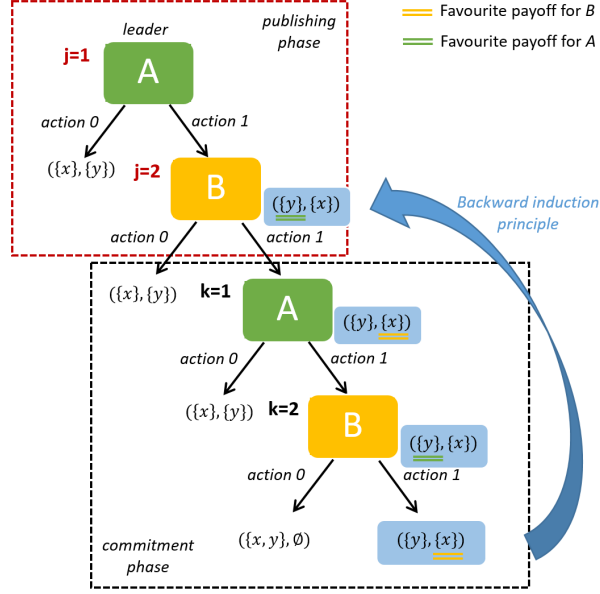 leader
publishing
phase
Favourite payoff for B
Favourite payoff for A
j=1
A
action 0
action 1
({x}, {y})
j=2
B
({y}, {x})
Backward induction
principle
action 0
action 1
({x}, {y})
k=1
A
({y}, {x})
action 0
action 1
({x}, {y})
k=2
B
({y}, {x})
action 0
action 1
({x, y}, ∅)
({y}, {x})
commitment
phase